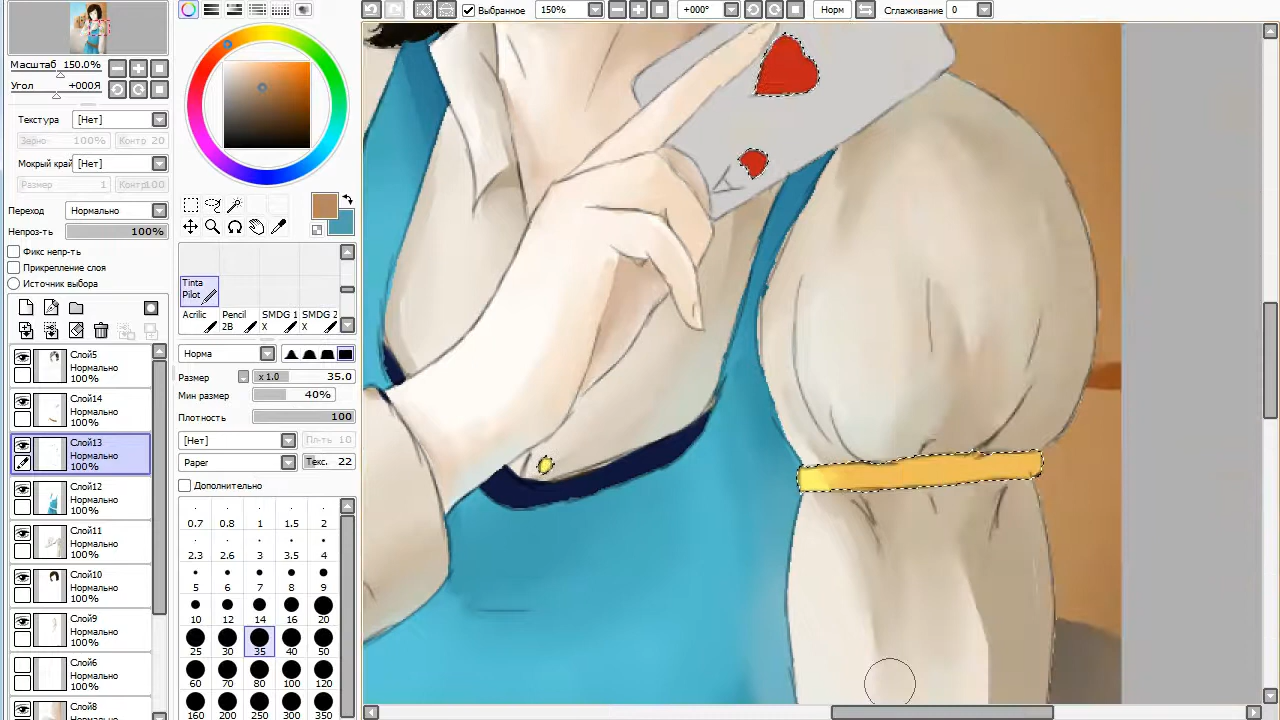 Выбранное 150% +000° Норм Сглаживание 0
Масштаб 150.0%
Угол +000Я
Текстура [Нет]
Зерно 100% Контр 20
Мокрый край [Нет]
Размер 1 Контр 100
Переход Нормально
Непроз-ть 100%
Фикс непр-ть
Прикрепление слоя
Источник выбора
Слой5
Нормально
100%
Слой14
Нормально
100%
Слой13
Нормально
100%
Слой12
Нормально
100%
Слой11
Нормально
100%
Слой10
Нормально
100%
Слой9
Нормально
100%
Слой6
Нормально
100%
Слой8
Нормально
Tinta
Pilot
Acrilic Pencil 2B SMDG 1 X SMDG 2 X
Норма
Размер x 1.0 35.0
Мин размер 40%
Плотность 100
[Нет] Пл-ть 10
Paper Текс. 22
Дополнительно
0.7 0.8 1 1.5 2
2.3 2.6 3 3.5 4
5 6 7 8 9
10 12 14 16 20
25 30 35 40 50
60 70 80 100 120
160 200 250 300 350